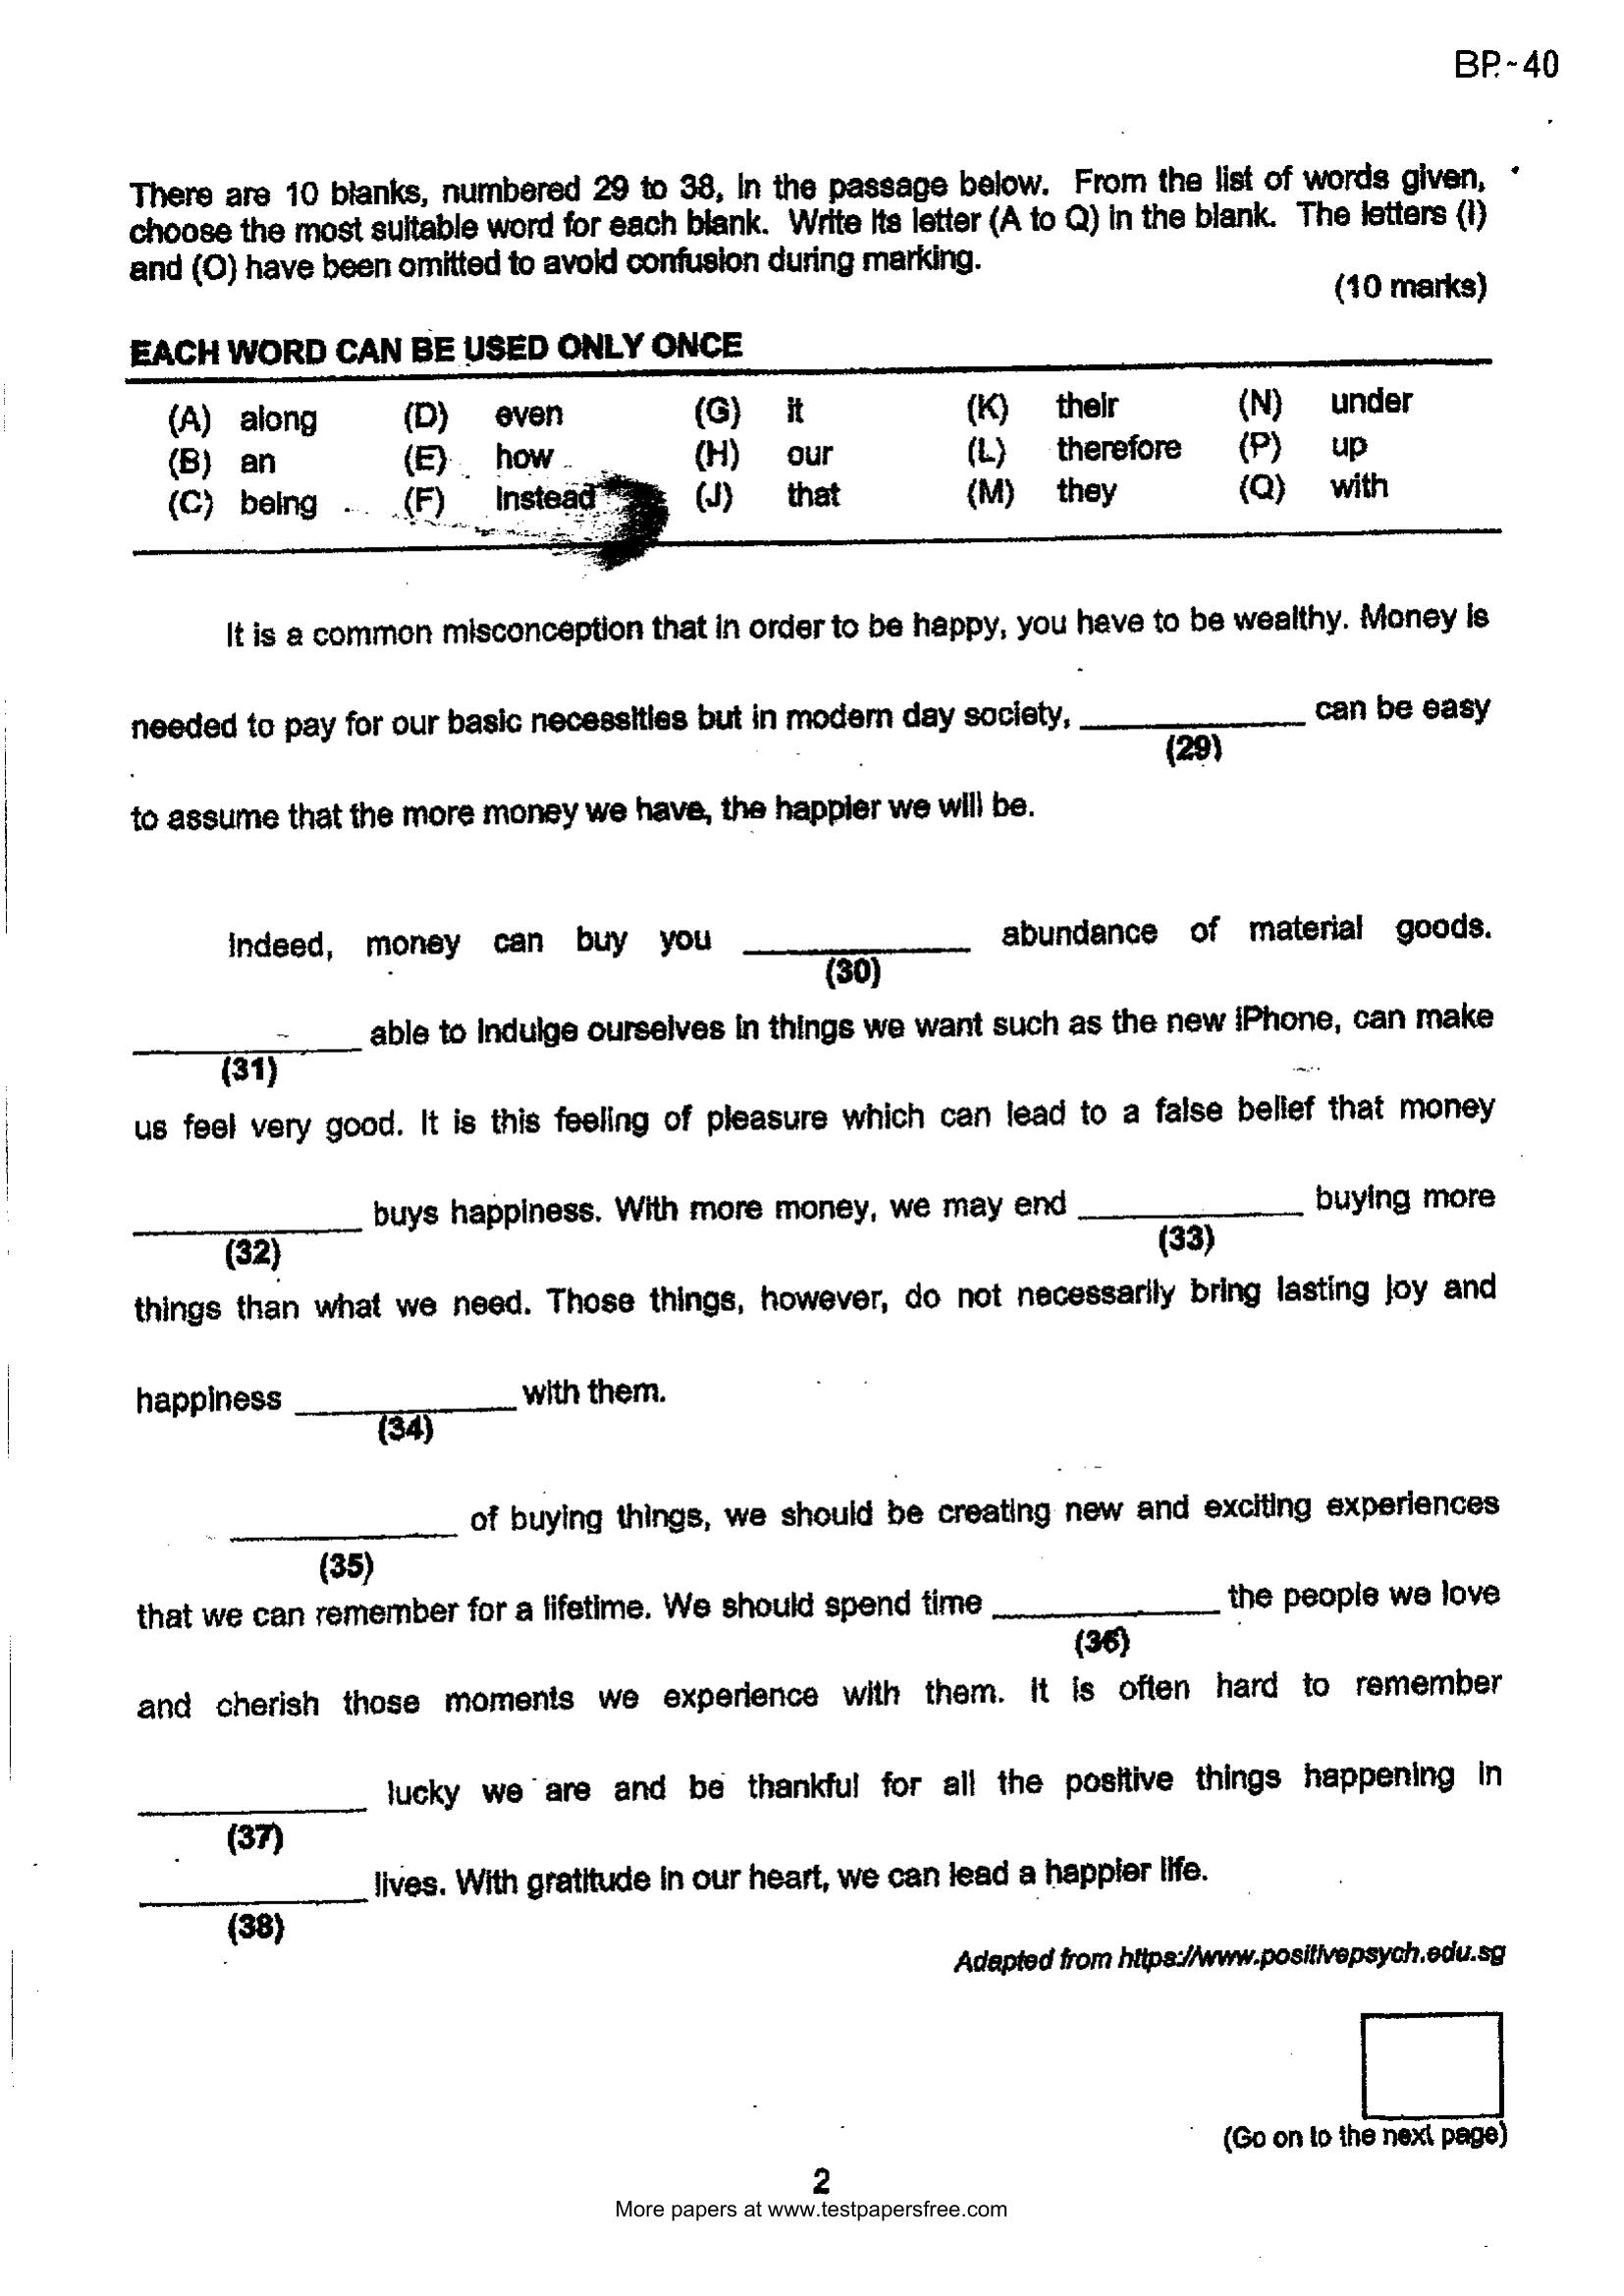 BP.~40
There are 10 blanks, numbered 29 to 38, in the passage below. From the list of words given,
choose the most suitable word for each blank. Write its letter (A to Q) in the blank. The letters (I)
and (O) have been omitted to avoid confusion during marking.
(10 marks)
EACH WORD CAN BE USED ONLY ONCE
(A) along (D) even (G) it (K) their (N) under
(B) an (E) how (H) our (L) therefore (P) up
(C) being (F) instead (J) that (M) they (Q) with
It is a common misconception that in order to be happy, you have to be wealthy. Money is
needed to pay for our basic necessities but in modern day society, ____________ can be easy
(29)
to assume that the more money we have, the happier we will be.
Indeed, money can buy you ____________ abundance of material goods.
(30)
____________ able to indulge ourselves in things we want such as the new iPhone, can make
(31)
us feel very good. It is this feeling of pleasure which can lead to a false belief that money
____________ buys happiness. With more money, we may end ____________ buying more
(32) (33)
things than what we need. Those things, however, do not necessarily bring lasting joy and
happiness ____________ with them.
(34)
____________ of buying things, we should be creating new and exciting experiences
(35)
that we can remember for a lifetime. We should spend time ____________ the people we love
(36)
and cherish those moments we experience with them. It is often hard to remember
____________ lucky we are and be thankful for all the positive things happening in
(37)
____________ lives. With gratitude in our heart, we can lead a happier life.
(38)
Adapted from https://www.positivepsych.edu.sg
(Go on to the next page)
2
More papers at www.testpapersfree.com